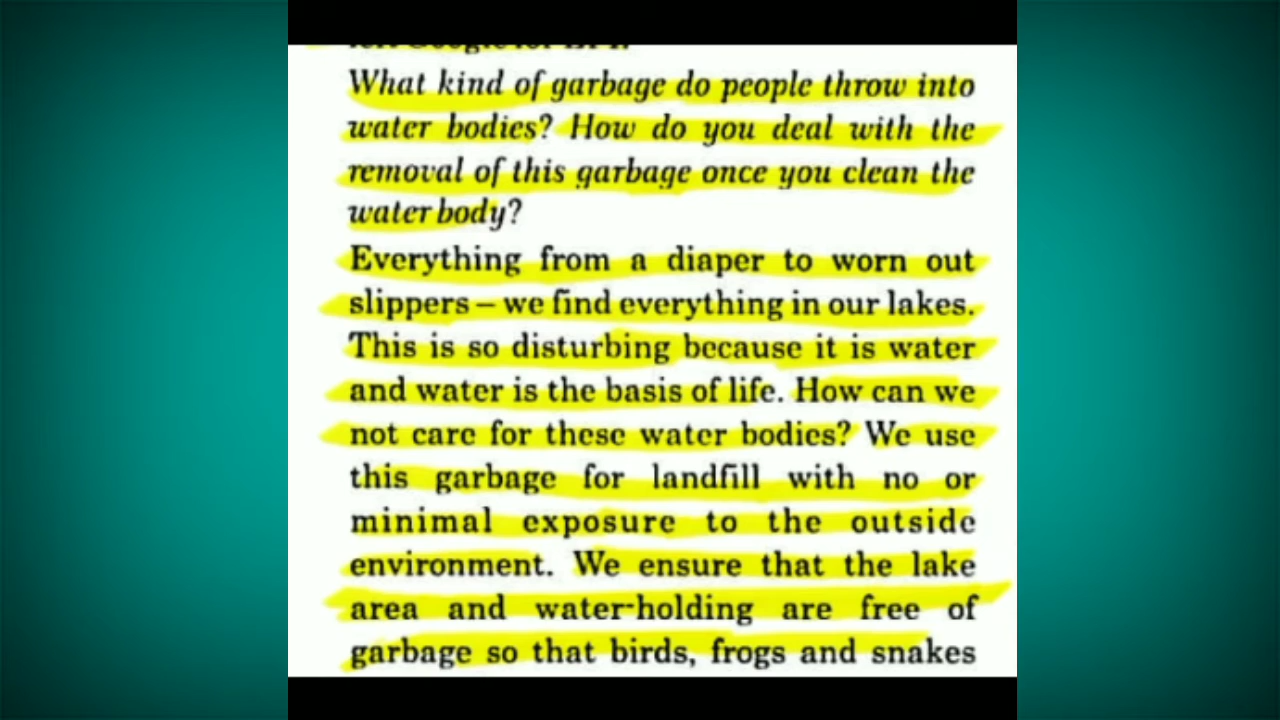 What kind of garbage do people throw into
water bodies? How do you deal with the
removal of this garbage once you clean the
water body?
Everything from a diaper to worn out
slippers – we find everything in our lakes.
This is so disturbing because it is water
and water is the basis of life. How can we
not care for these water bodies? We use
this garbage for landfill with no or
minimal exposure to the outside
environment. We ensure that the lake
area and water-holding are free of
garbage so that birds, frogs and snakes